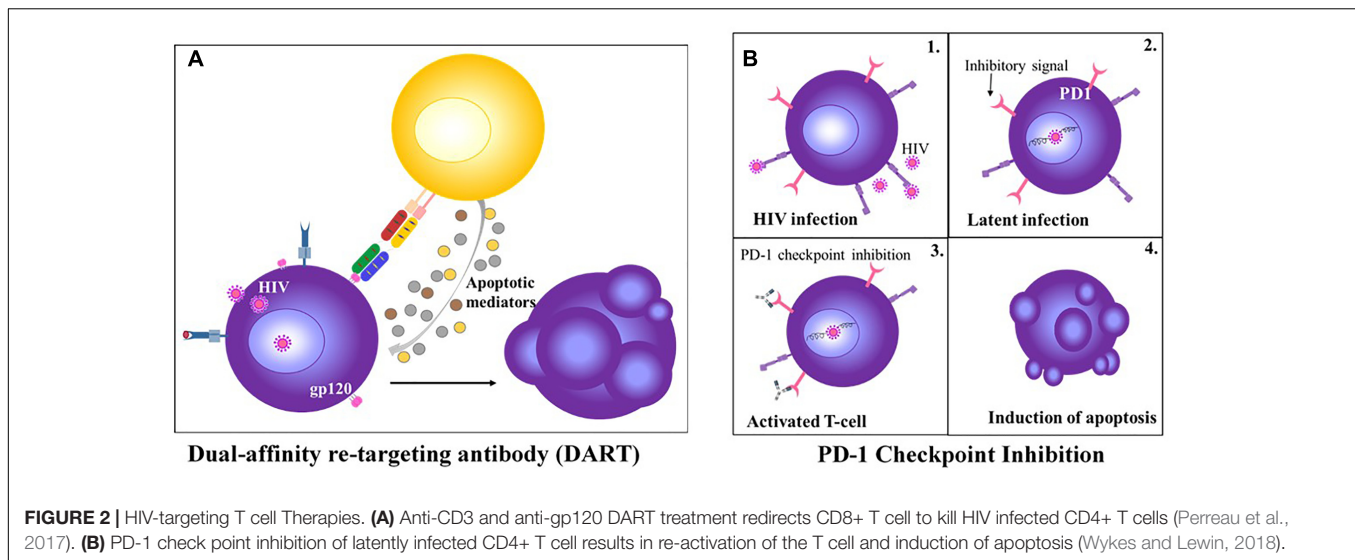 A
HIV
gp120
Apoptotic
mediators
Dual-affinity re-targeting antibody (DART)
B
1.
HIV
HIV infection
2.
Inhibitory signal
PD1
Latent infection
3.
PD-1 checkpoint inhibition
Activated T-cell
4.
Induction of apoptosis
PD-1 Checkpoint Inhibition
FIGURE 2 | HIV-targeting T cell Therapies. (A) Anti-CD3 and anti-gp120 DART treatment redirects CD8+ T cell to kill HIV infected CD4+ T cells (Perreau et al.,
2017). (B) PD-1 check point inhibition of latently infected CD4+ T cell results in re-activation of the T cell and induction of apoptosis (Wykes and Lewin, 2018).